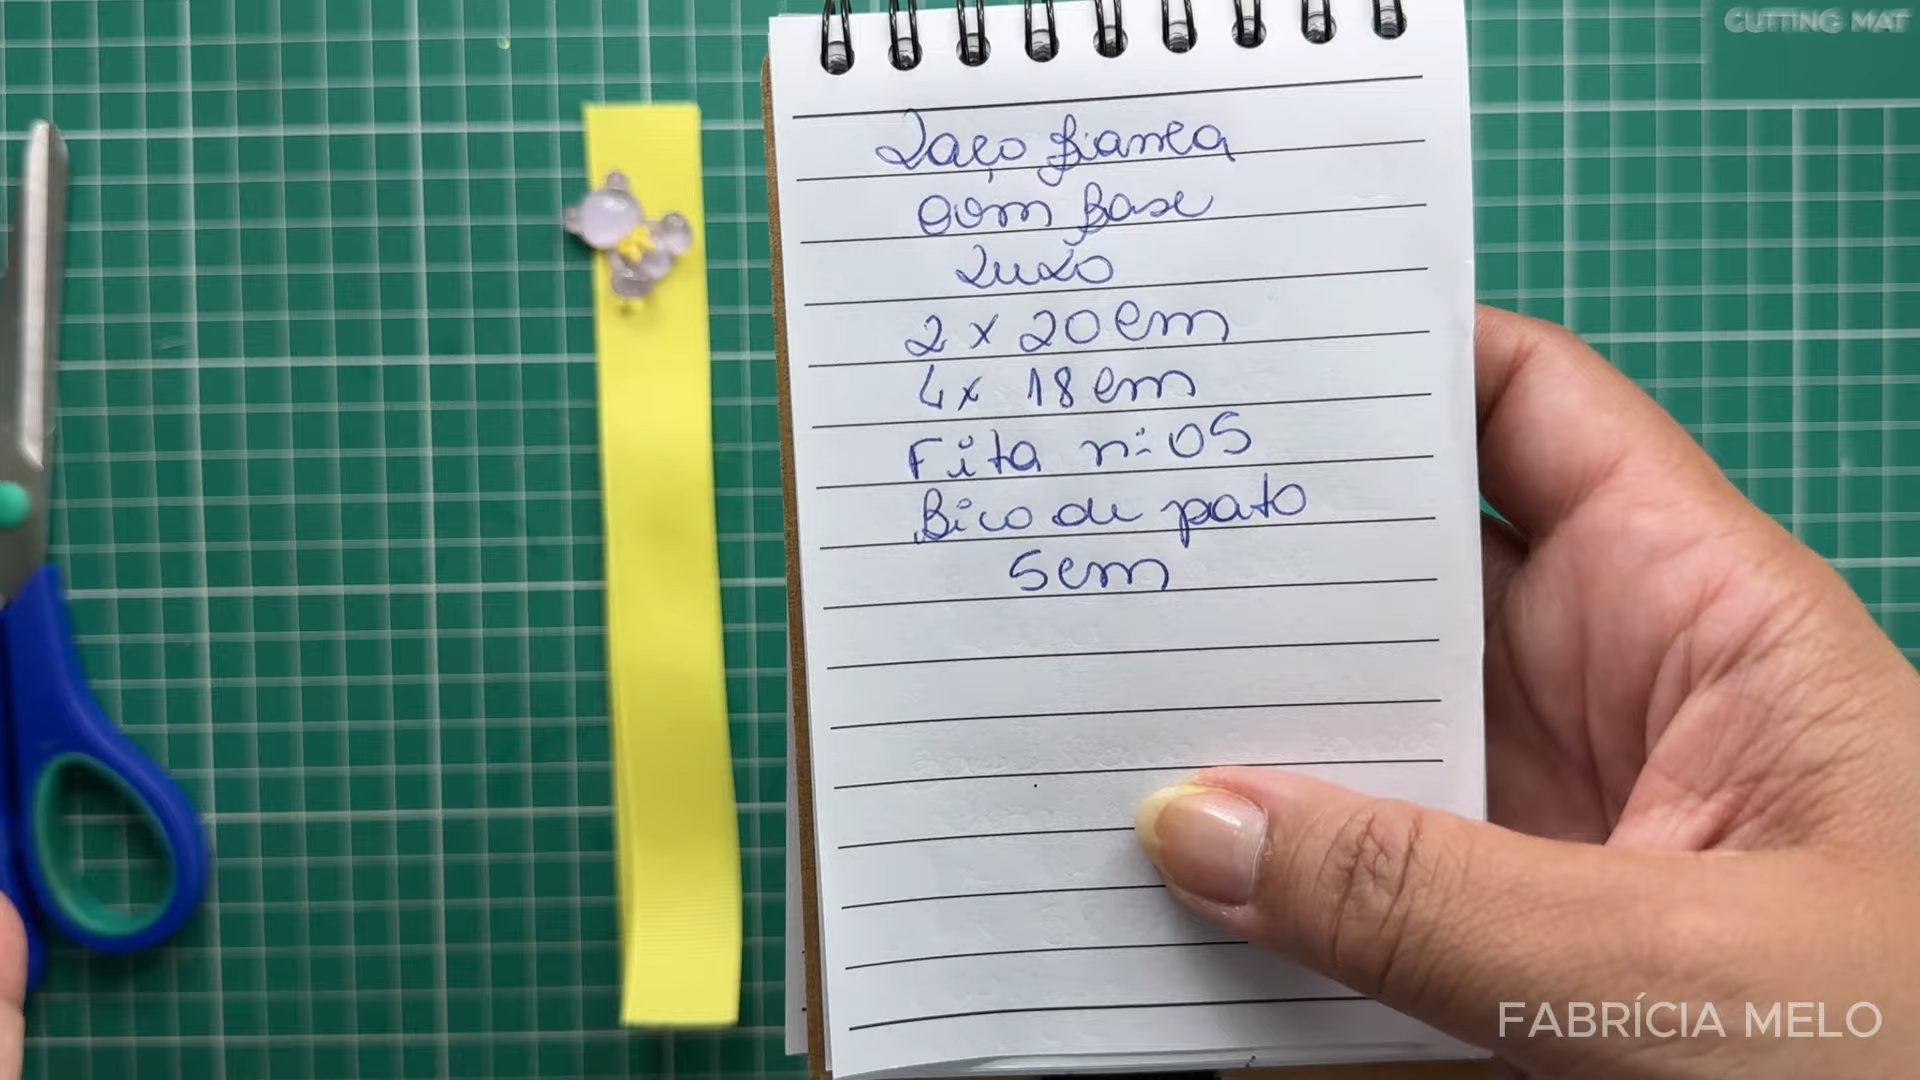 CUTTING MAT
Laço Bianca
com Base
Luxo
2 x 20cm
4x 18cm
Fita nº 05
Bico de pato
5cm
FABRÍCIA MELO